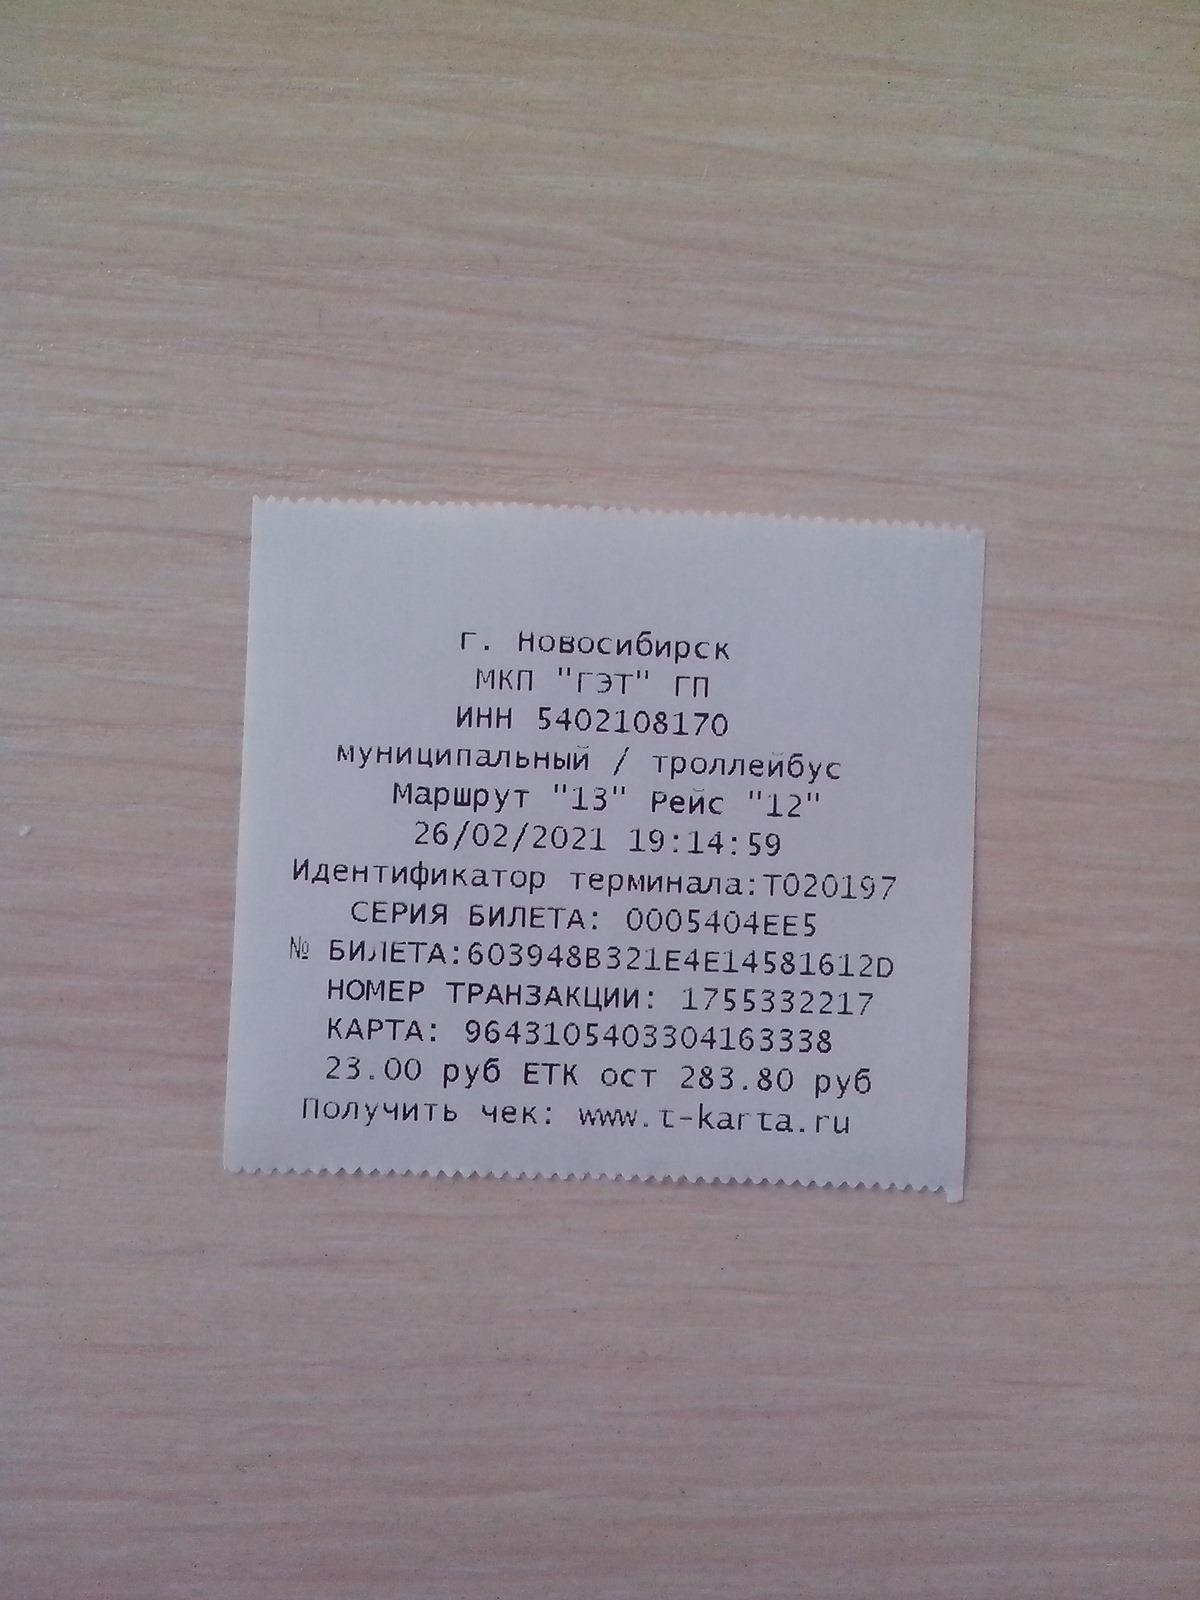 г. Новосибирск
МКП "ГЭТ" ГП
ИНН 5402108170
муниципальный / троллейбус
Маршрут "13" Рейс "12"
26/02/2021 19:14:59
Идентификатор терминала:T020197
СЕРИЯ БИЛЕТА: 0005404EE5
№ БИЛЕТА:603948B321E4E14581612D
НОМЕР ТРАНЗАКЦИИ: 1755332217
КАРТА: 9643105403304163338
23.00 руб ЕТК ост 283.80 руб
Получить чек: www.t-karta.ru